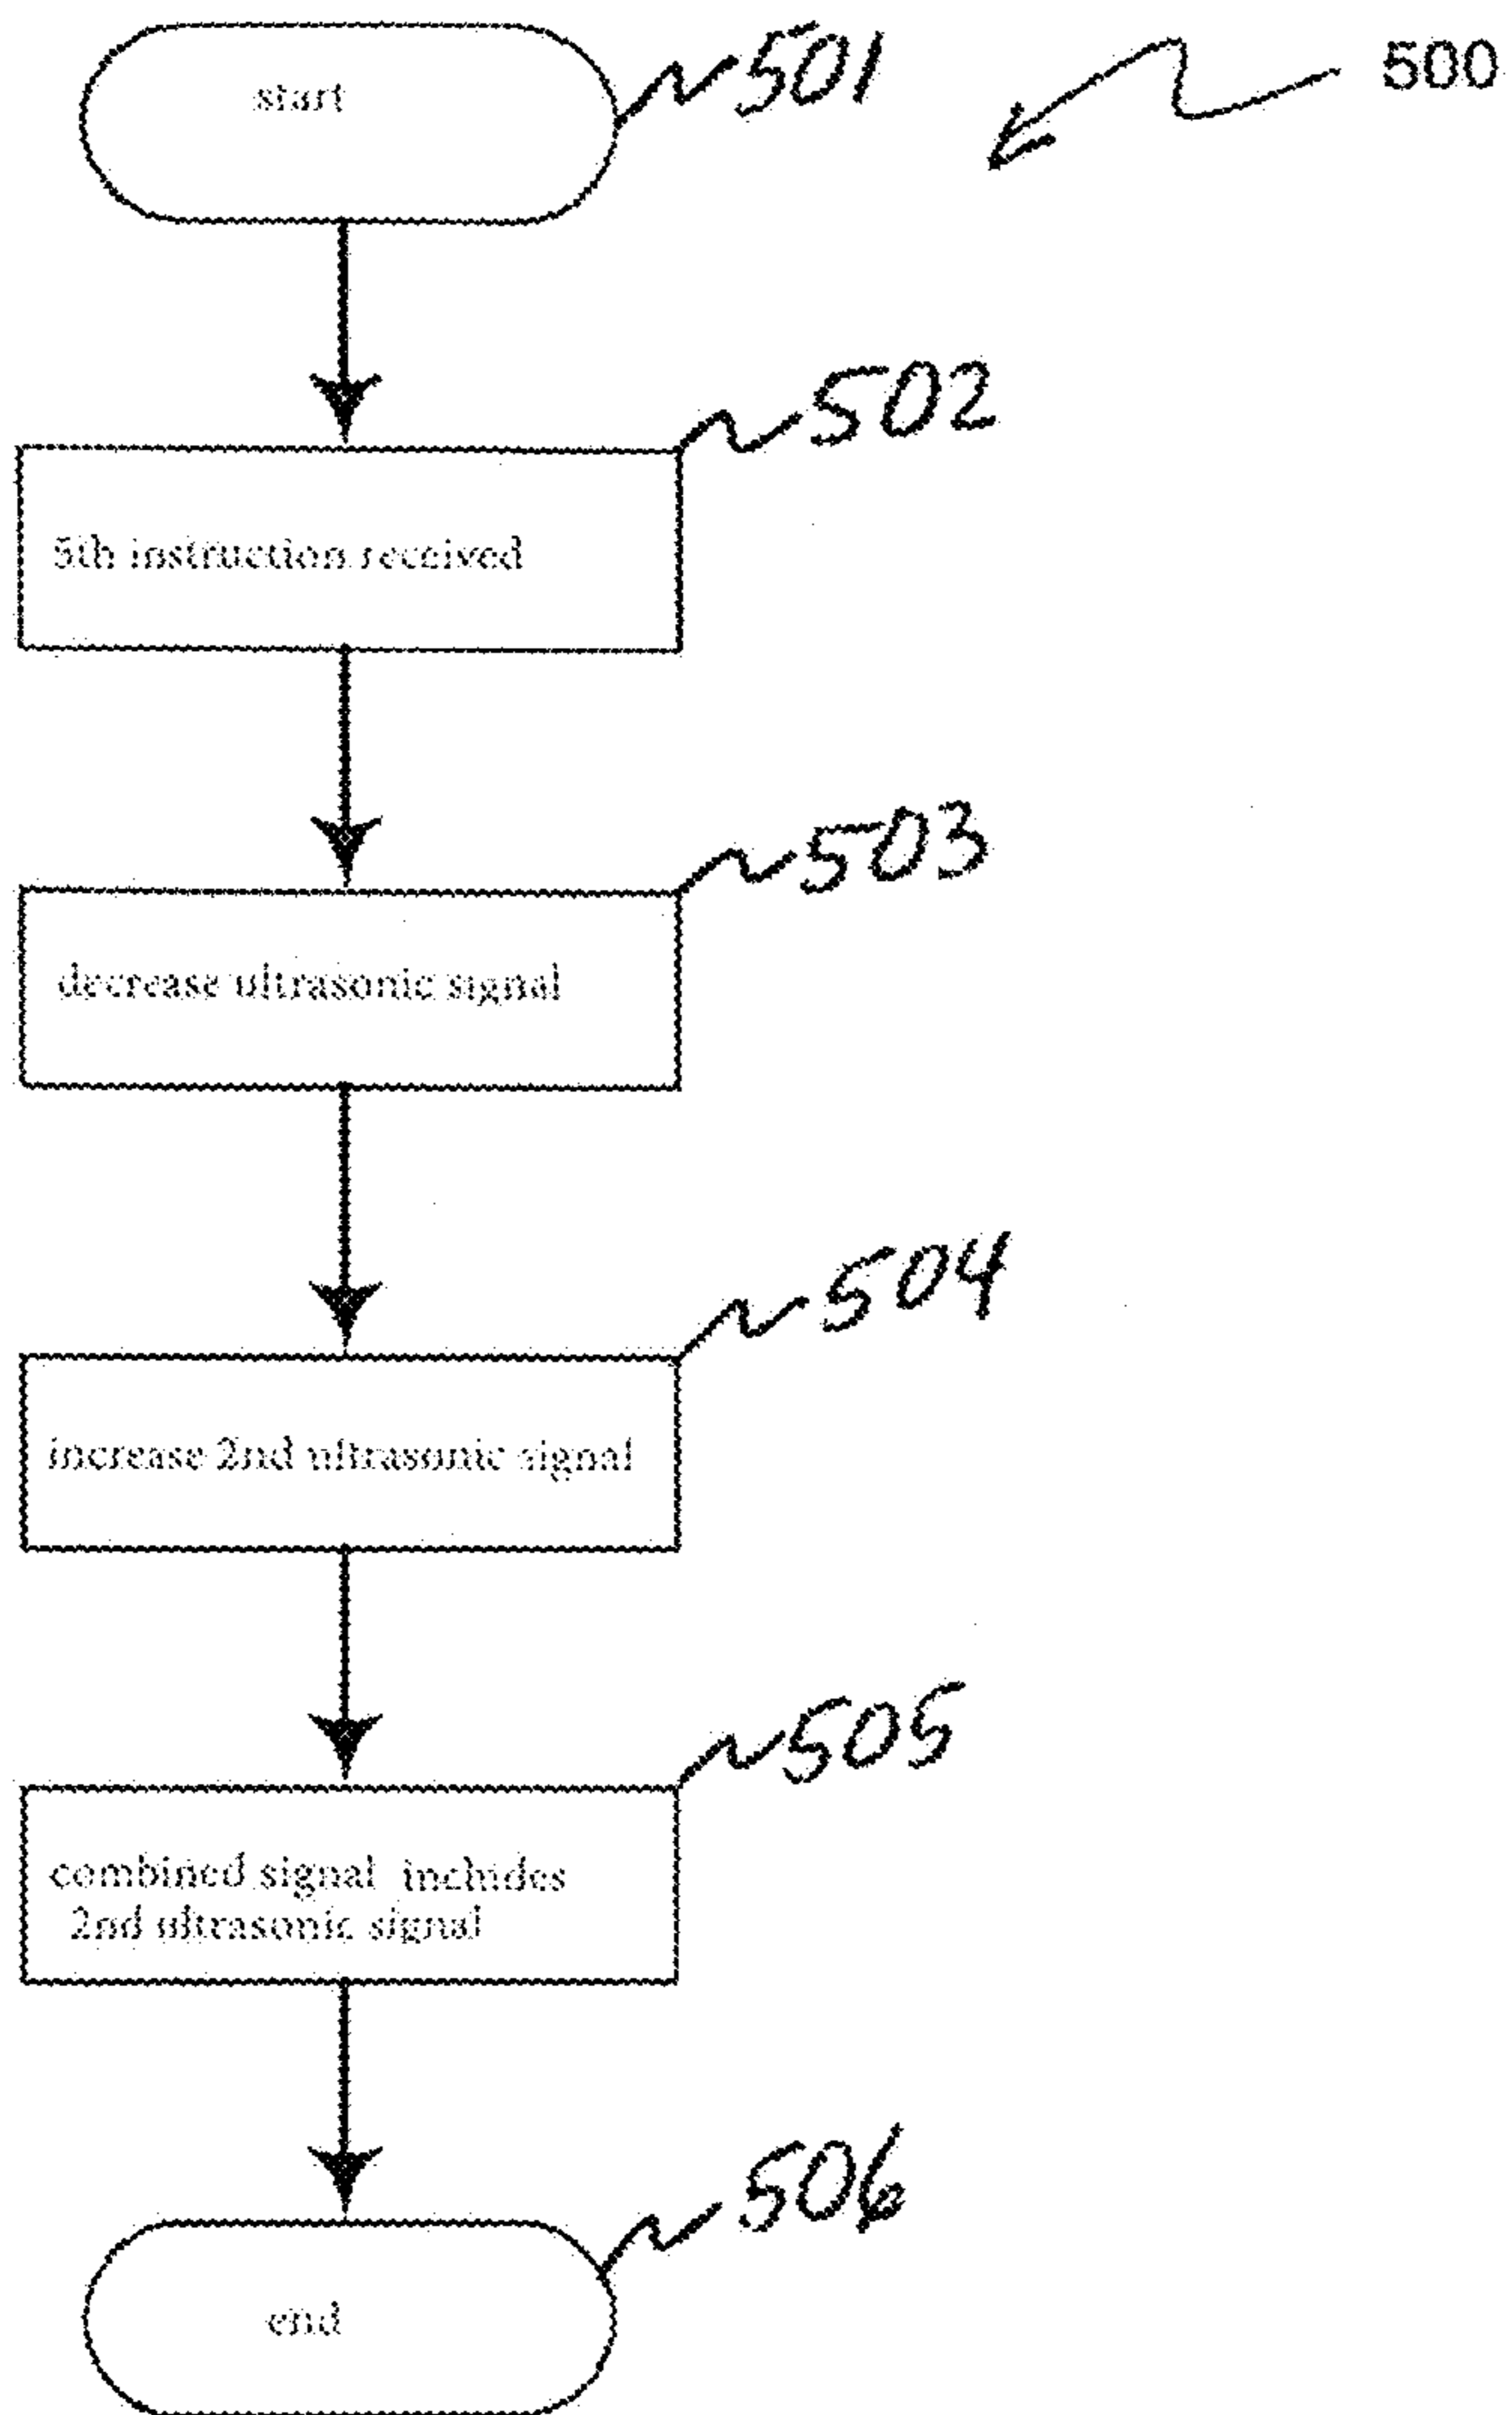 start
501
500
502
5th instruction received
503
decrease ultrasonic signal
504
increase 2nd ultrasonic signal
505
combined signal includes
2nd ultrasonic signal
506
end